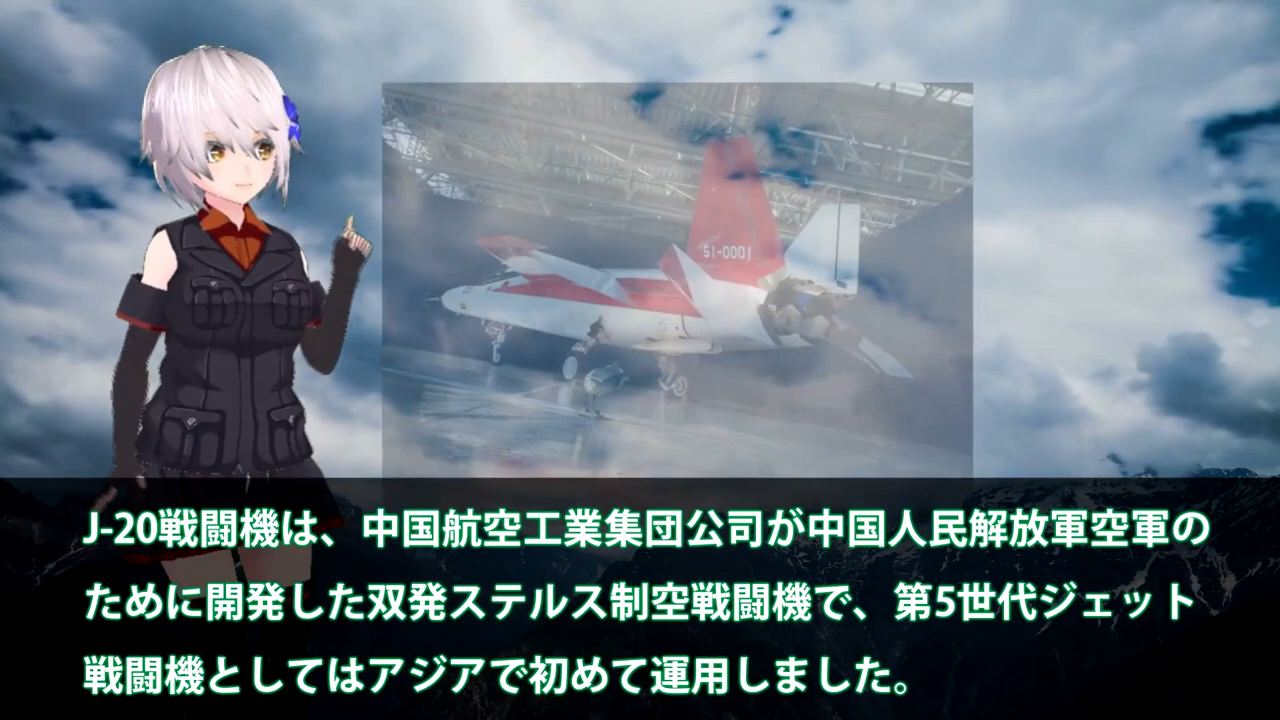 51-0001
J-20戦闘機は、中国航空工業集団公司が中国人民解放軍空軍の
ために開発した双発ステルス制空戦闘機で、第5世代ジェット
戦闘機としてはアジアで初めて運用しました。